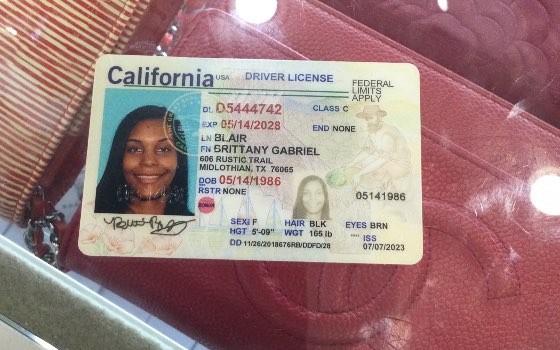 California USA DRIVER LICENSE
FEDERAL
LIMITS
APPLY
DL D5444742 CLASS C
EXP 05/14/2028 END NONE
LN BLAIR
FN BRITTANY GABRIEL
606 RUSTIC TRAIL
MIDLOTHIAN, TX 76065
DOB 05/14/1986
RSTR NONE
05141986
DONOR
SEX F HAIR BLK EYES BRN
HGT 5'-09" WGT 165 lb ISS
DD 11/26/2018676RB/DDFD/28 07/07/2023